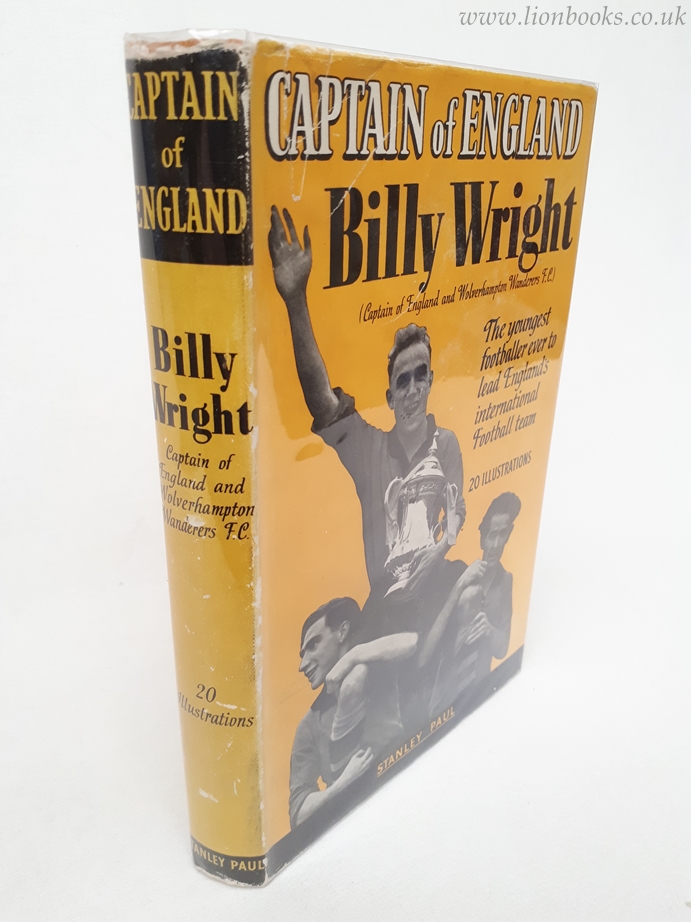 www.lionbooks.co.uk
CAPTAIN
of
ENGLAND
Billy
Wright
Captain of
England and
Wolverhampton
Wanderers F.C.
20
Illustrations
STANLEY PAUL
CAPTAIN of ENGLAND
Billy Wright
(Captain of England and Wolverhampton Wanderers F.C.)
The youngest
footballer ever to
lead England's
international
Football team
20 ILLUSTRATIONS
STANLEY PAUL